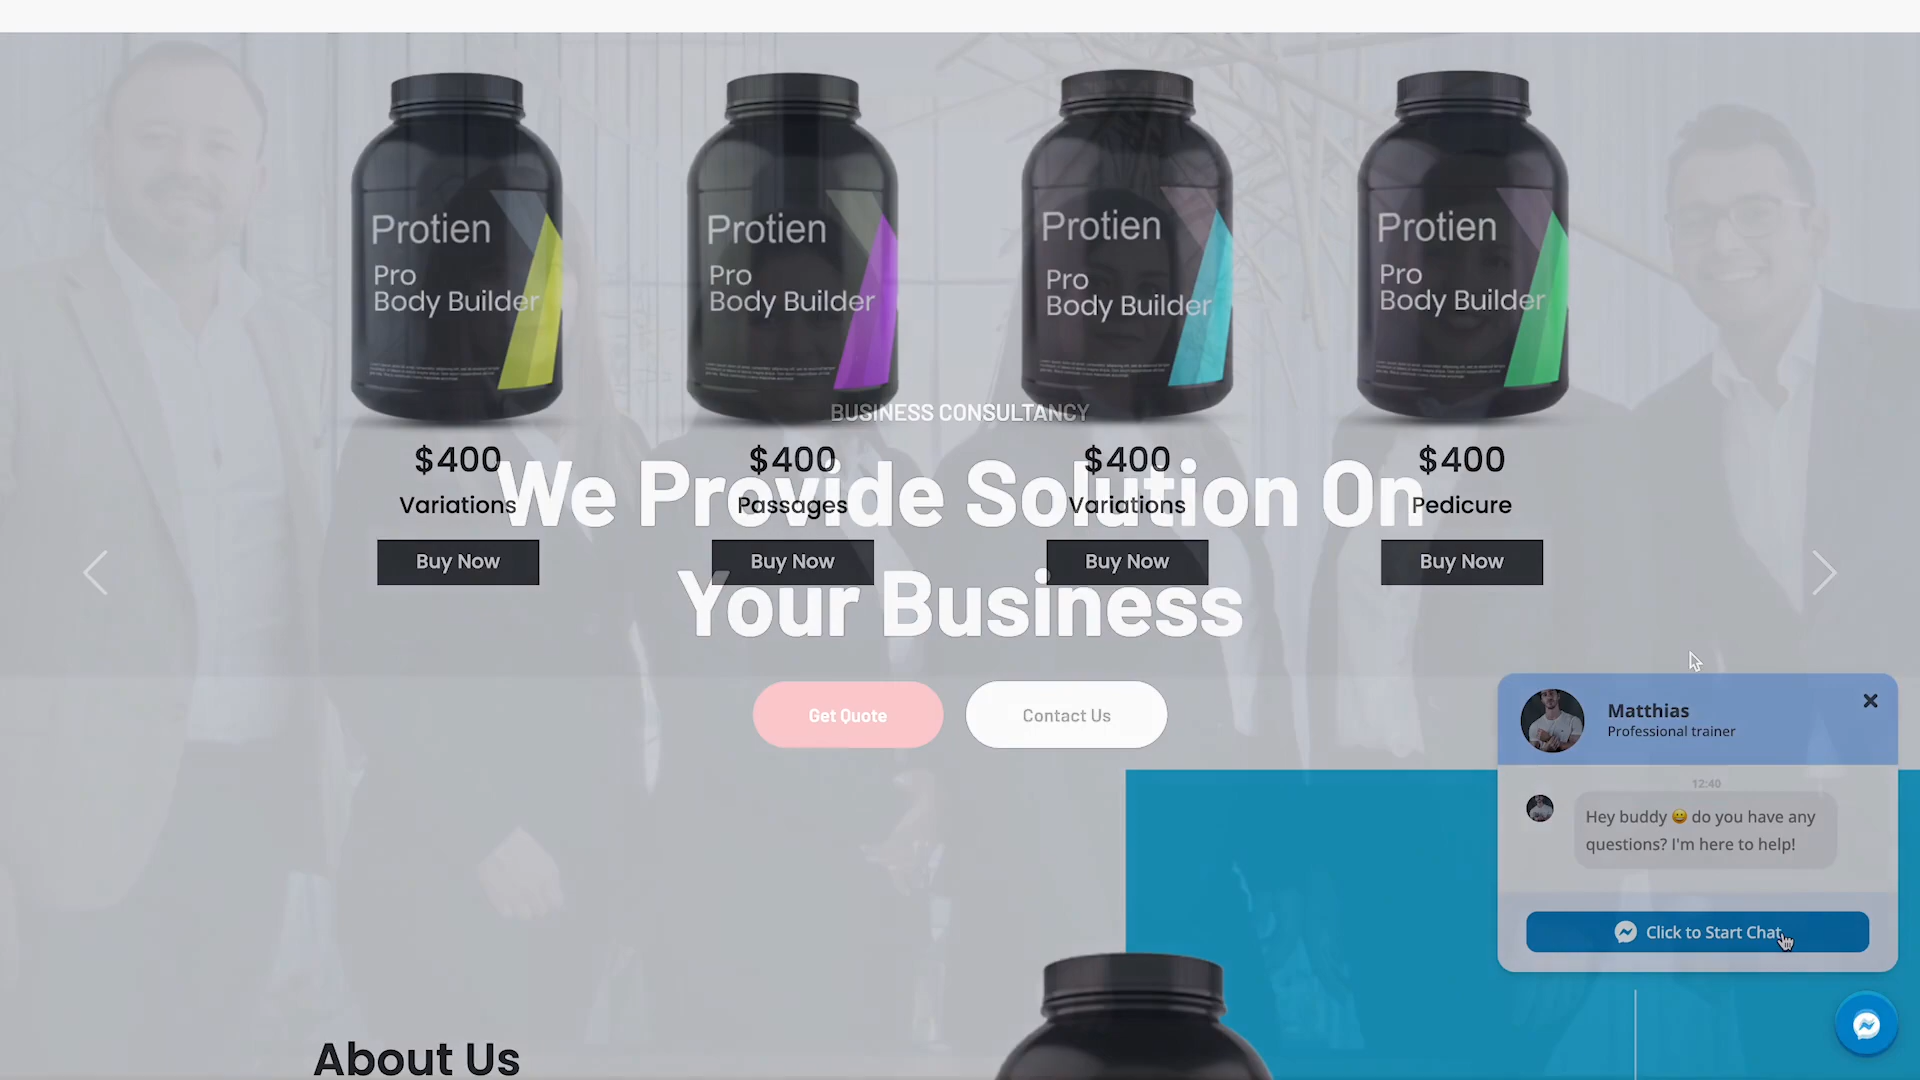 Protien
Pro
Body Builder
Protien
Pro
Body Builder
Protien
Pro
Body Builder
Protien
Pro
Body Builder
BUSINESS CONSULTANCY
$400
$400
$400
$400
We Provide Solution On
Variations
Passages
Variations
Pedicure
Buy Now
Buy Now
Buy Now
Buy Now
Your Business
Get Quote
Contact Us
Matthias
Professional trainer
12:40
Hey buddy 😀 do you have any
questions? I'm here to help!
Click to Start Chat
About Us